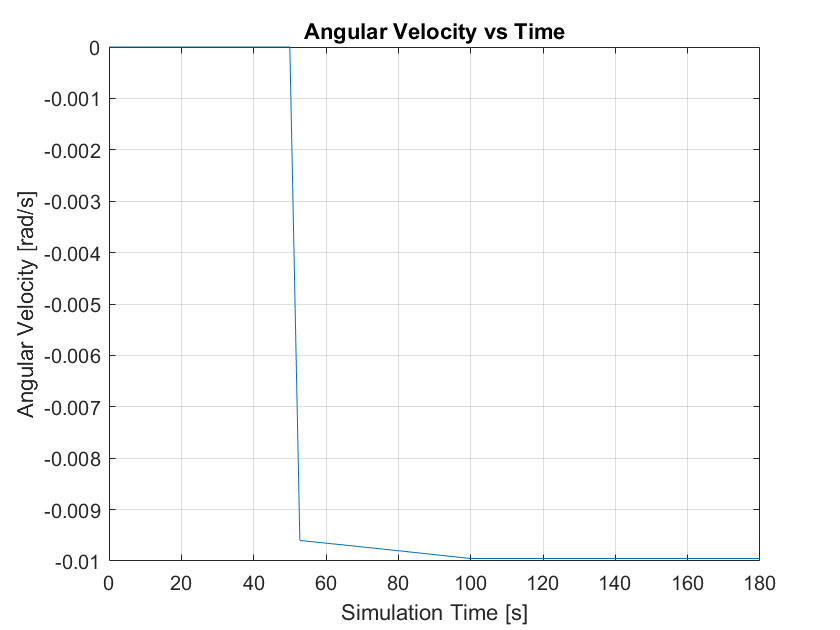 Angular Velocity vs Time
0
-0.001
-0.002
-0.003
-0.004
-0.005
-0.006
-0.007
-0.008
-0.009
-0.01
Angular Velocity [rad/s]
0 20 40 60 80 100 120 140 160 180
Simulation Time [s]